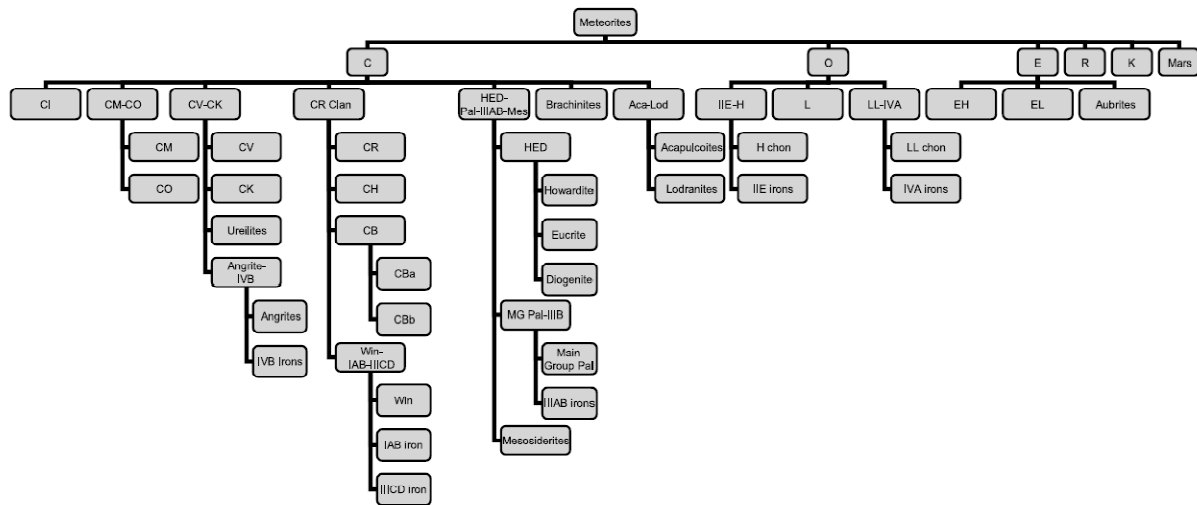 Meteorites
C
O
E
R
K
Mars
CI
CM-CO
CV-CK
CR Clan
HED-
Pal-IIIAB-Mes
Brachinites
Aca-Lod
IIE-H
L
LL-IVA
EH
EL
Aubrites
CM
CO
CV
CK
Ureilites
Angrite-
IVB
Angrites
IVB Irons
CR
CH
CB
CBa
CBb
Win-
IAB-IIICD
Win
IAB iron
IIICD iron
HED
Howardite
Eucrite
Diogenite
MG Pal-IIIB
Main
Group Pal
IIIAB irons
Mesosiderites
Acapulcoites
Lodranites
H chon
IIE irons
LL chon
IVA irons